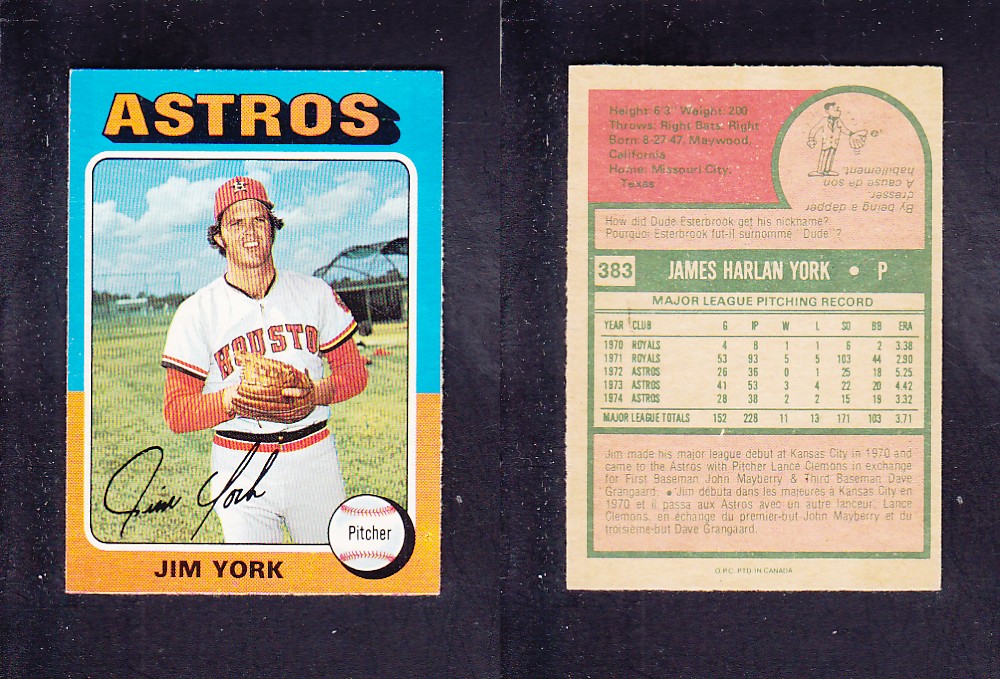 ASTROS
H
HOUSTO
Jim York
Pitcher
JIM YORK
Height: 6'3" Weight: 200
Throws: Right Bats: Right
Born: 8-27-47, Maywood,
California
Home: Missouri City,
Texas
By being a dapper
dresser.
A cause de son
habillement.
How did Dude Esterbrook get his nickname?
Pourquoi Esterbrook fut-il surnommé "Dude"?
383 JAMES HARLAN YORK • P
MAJOR LEAGUE PITCHING RECORD
YEAR CLUB G IP W L SO BB ERA
1970 ROYALS 4 8 1 1 6 2 3.38
1971 ROYALS 53 93 5 5 103 44 2.90
1972 ASTROS 26 36 0 1 25 18 5.25
1973 ASTROS 41 53 3 4 22 20 4.42
1974 ASTROS 28 38 2 2 15 19 3.32
MAJOR LEAGUE TOTALS 152 228 11 13 171 103 3.71
Jim made his major league debut at Kansas City in 1970 and
came to the Astros with Pitcher Lance Clemons in exchange
for First Baseman John Mayberry & Third Baseman Dave
Grangaard. • Jim débuta dans les majeures à Kansas City en
1970 et il passa aux Astros avec un autre lanceur, Lance
Clemons, en échange du premier-but John Mayberry et du
troisième-but Dave Grangaard.
O.P.C. PTD. IN CANADA